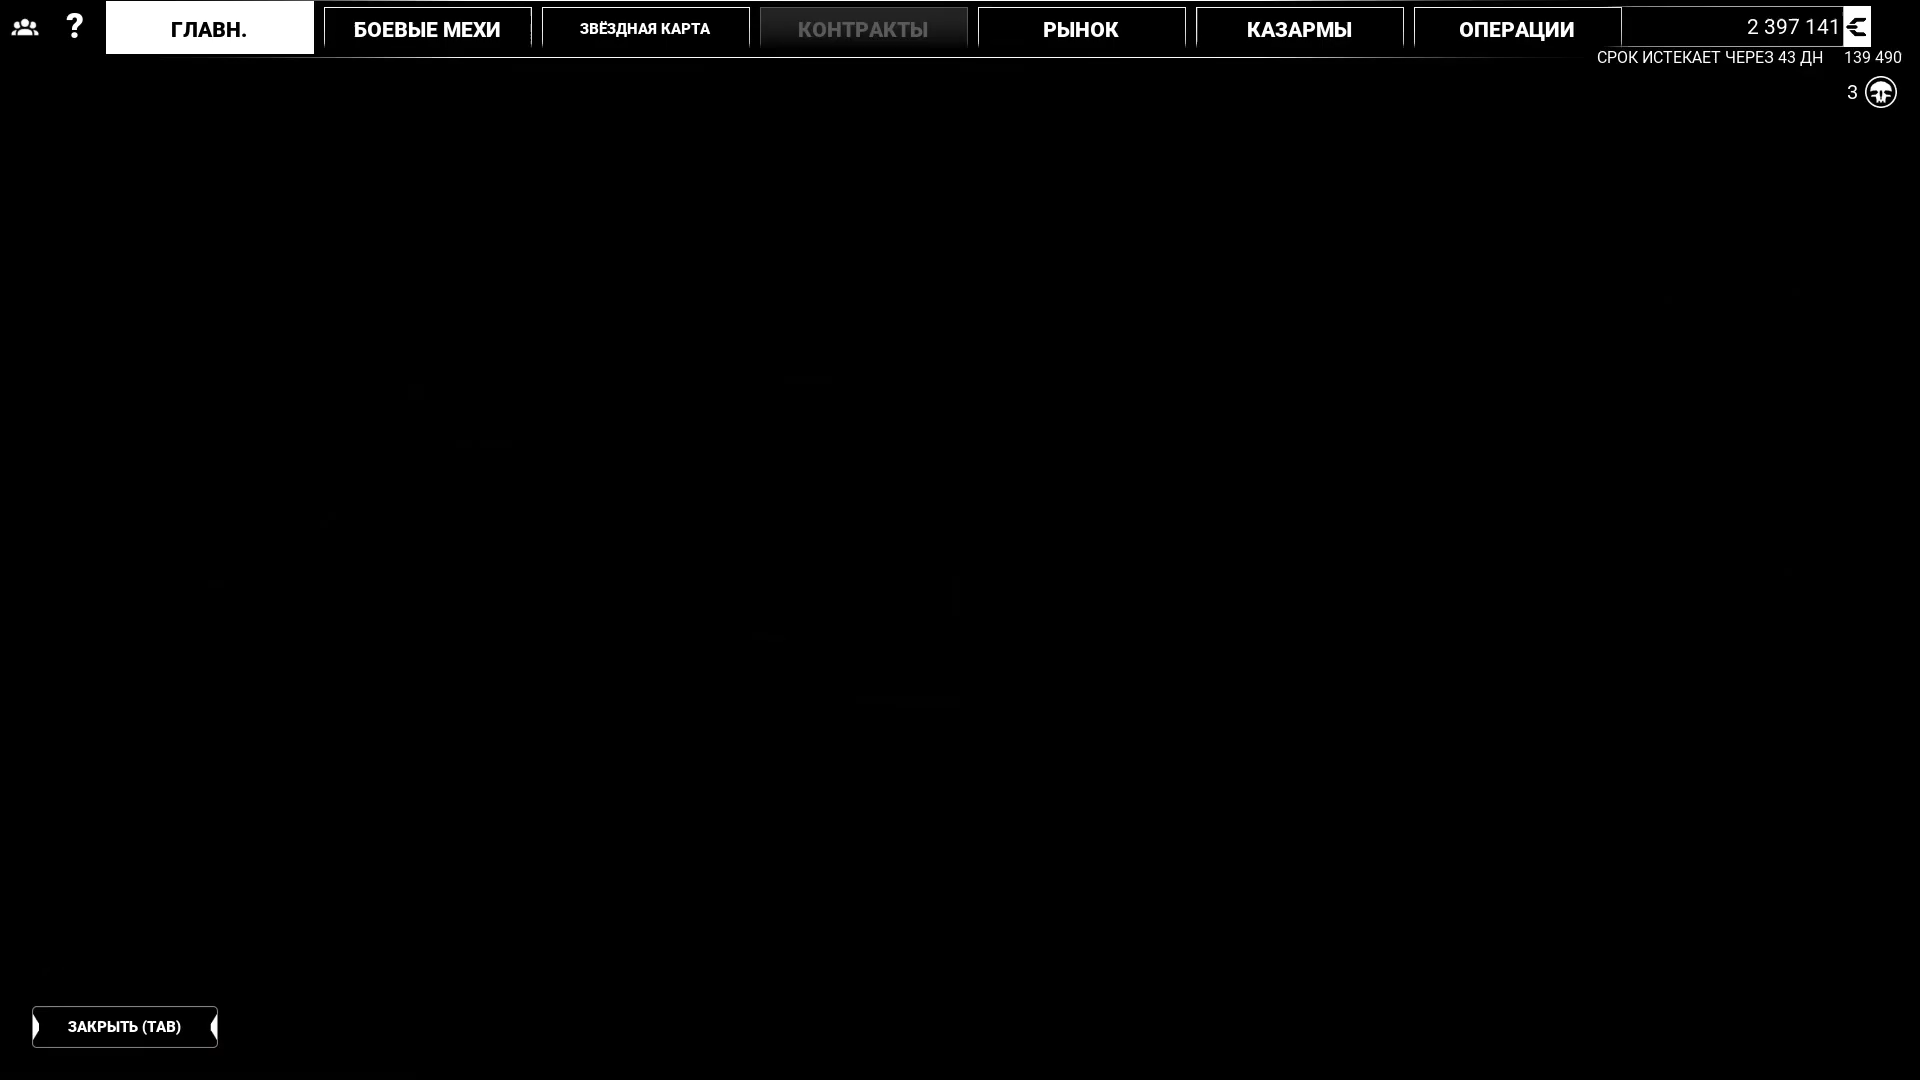 ?
ГЛАВН.
БОЕВЫЕ МЕХИ
ЗВЁЗДНАЯ КАРТА
КОНТРАКТЫ
РЫНОК
КАЗАРМЫ
ОПЕРАЦИИ
2 397 141
СРОК ИСТЕКАЕТ ЧЕРЕЗ 43 ДН 139 490
3
ЗАКРЫТЬ (TAB)